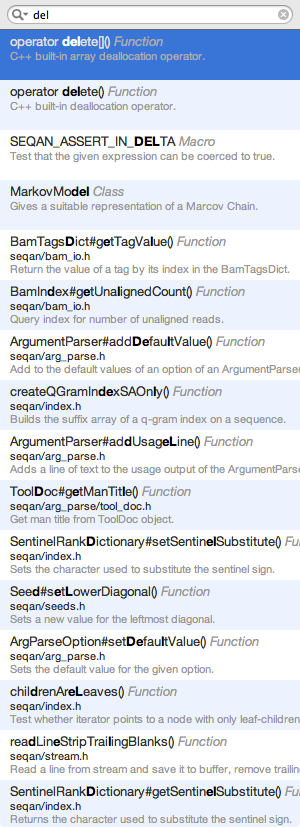 del
operator delete[]() Function
C++ built-in array deallocation operator.
operator delete() Function
C++ built-in deallocation operator.
SEQAN_ASSERT_IN_DELTA Macro
Test that the given expression can be coerced to true.
MarkovModel Class
Gives a suitable representation of a Marcov Chain.
BamTagsDict#getTagValue() Function
seqan/bam_io.h
Return the value of a tag by its index in the BamTagsDict.
BamIndex#getUnalignedCount() Function
seqan/bam_io.h
Query index for number of unaligned reads.
ArgumentParser#addDefaultValue() Function
seqan/arg_parse.h
Add to the default values of an option of an ArgumentParser
createQGramIndexSAOnly() Function
seqan/index.h
Builds the suffix array of a q-gram index on a sequence.
ArgumentParser#addUsageLine() Function
seqan/arg_parse.h
Adds a line of text to the usage output of the ArgumentParse
ToolDoc#getManTitle() Function
seqan/arg_parse/tool_doc.h
Get man title from ToolDoc object.
SentinelRankDictionary#setSentinelSubstitute() Fu
seqan/index.h
Sets the character used to substitute the sentinel sign.
Seed#setLowerDiagonal() Function
seqan/seeds.h
Sets a new value for the leftmost diagonal.
ArgParseOption#setDefaultValue() Function
seqan/arg_parse.h
Sets the default value for the given option.
childrenAreLeaves() Function
seqan/index.h
Test whether iterator points to a node with only leaf-children
readLineStripTrailingBlanks() Function
seqan/stream.h
Read a line from stream and save it to buffer, remove trailin
SentinelRankDictionary#getSentinelSubstitute() Fu
seqan/index.h
Returns the character used to substitute the sentinel sign.